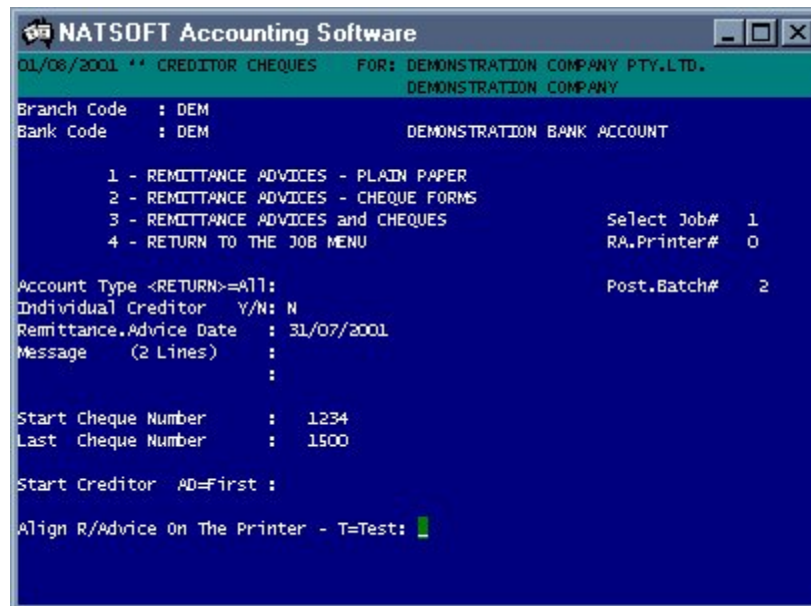 NATSOFT Accounting Software
01/08/2001 '' CREDITOR CHEQUES FOR: DEMONSTRATION COMPANY PTY.LTD.
DEMONSTRATION COMPANY
Branch Code : DEM
Bank Code : DEM DEMONSTRATION BANK ACCOUNT
1 - REMITTANCE ADVICES - PLAIN PAPER
2 - REMITTANCE ADVICES - CHEQUE FORMS
3 - REMITTANCE ADVICES and CHEQUES Select Job# 1
4 - RETURN TO THE JOB MENU RA.Printer# 0
Account Type <RETURN>=All: Post.Batch# 2
Individual Creditor Y/N: N
Remittance.Advice Date : 31/07/2001
Message (2 Lines) :
:
Start Cheque Number : 1234
Last Cheque Number : 1500
Start Creditor AD=First :
Align R/Advice On The Printer - T=Test: